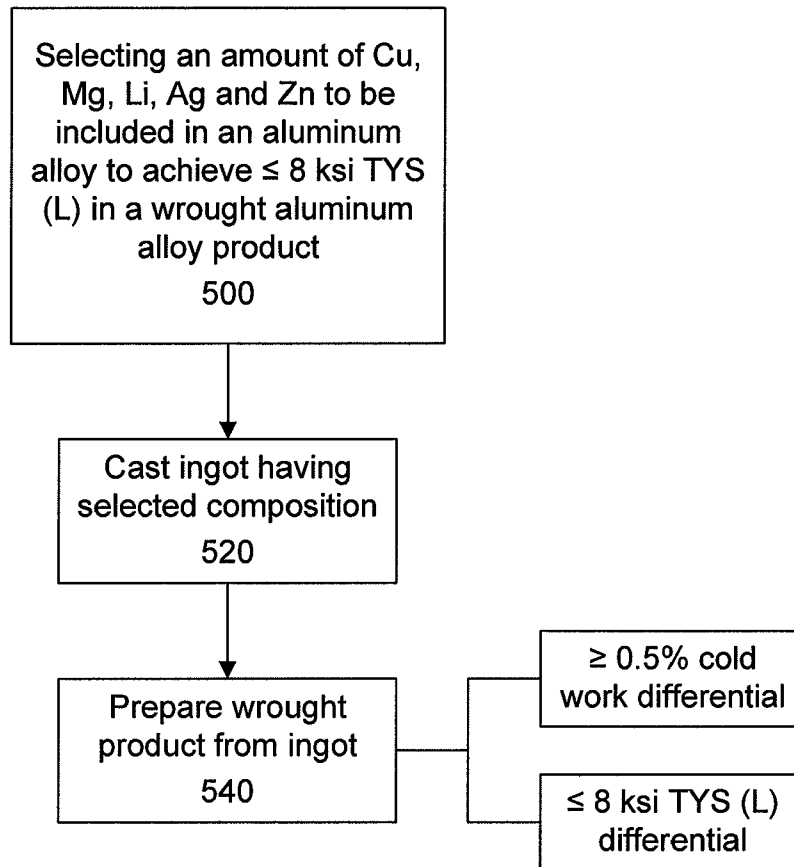 Selecting an amount of Cu,
Mg, Li, Ag and Zn to be
included in an aluminum
alloy to achieve ≤ 8 ksi TYS
(L) in a wrought aluminum
alloy product
500
Cast ingot having
selected composition
520
Prepare wrought
product from ingot
540
≥ 0.5% cold
work differential
≤ 8 ksi TYS (L)
differential